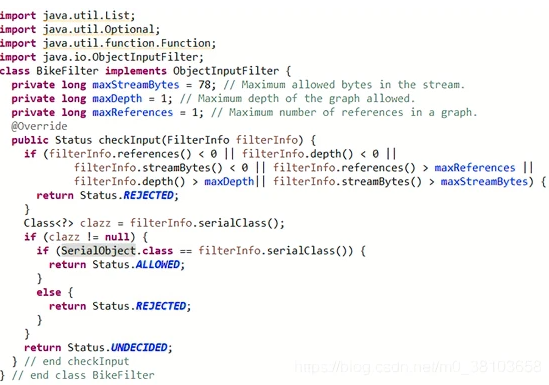 import java.util.List;
import java.util.Optional;
import java.util.function.Function;
import java.io.ObjectInputFilter;
class BikeFilter implements ObjectInputFilter {
  private long maxStreamBytes = 78; // Maximum allowed bytes in the stream.
  private long maxDepth = 1; // Maximum depth of the graph allowed.
  private long maxReferences = 1; // Maximum number of references in a graph.
  @Override
  public Status checkInput(FilterInfo filterInfo) {
    if (filterInfo.references() < 0 || filterInfo.depth() < 0 ||
        filterInfo.streamBytes() < 0 || filterInfo.references() > maxReferences ||
        filterInfo.depth() > maxDepth|| filterInfo.streamBytes() > maxStreamBytes) {
      return Status.REJECTED;
    }
    Class<?> clazz = filterInfo.serialClass();
    if (clazz != null) {
      if (SerialObject.class == filterInfo.serialClass()) {
        return Status.ALLOWED;
      }
      else {
        return Status.REJECTED;
      }
    }
    return Status.UNDECIDED;
  } // end checkInput
} // end class BikeFilter
https://blog.csdn.net/m0_38103658